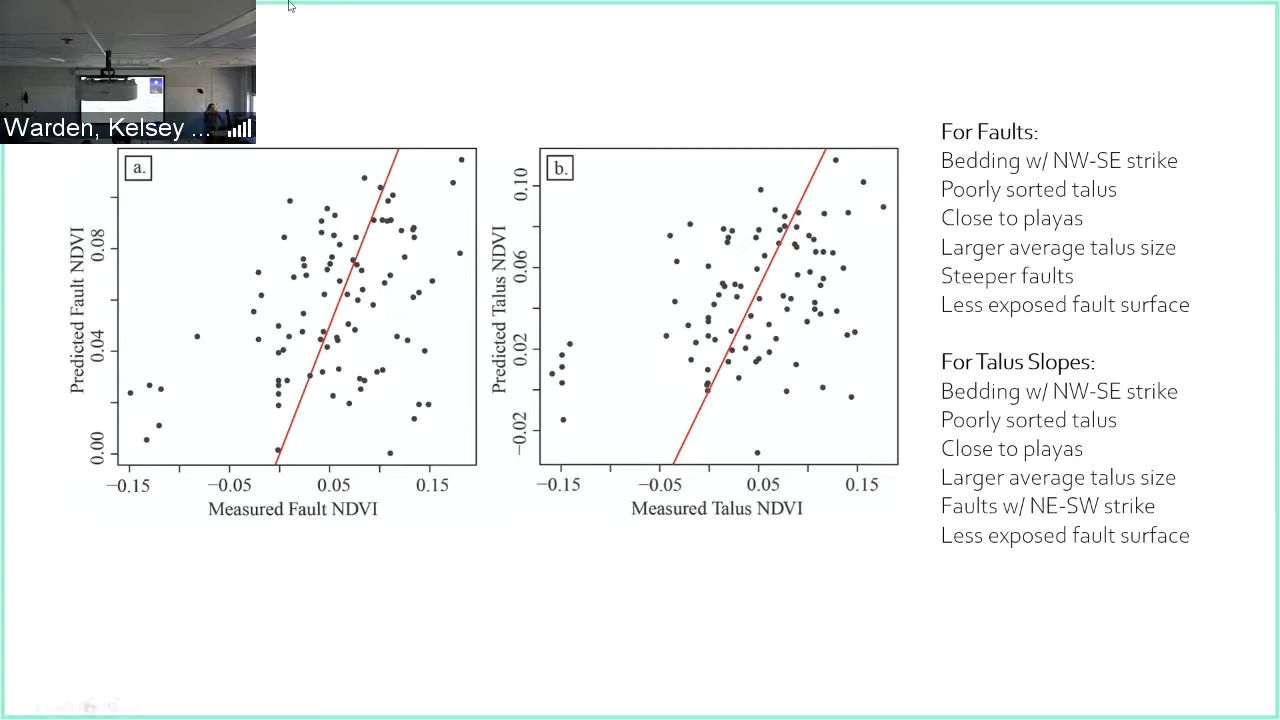 Warden, Kelsey ...
a.
b.
Predicted Fault NDVI
0.08
0.04
0.00
−0.15
−0.05
0.05
0.15
Measured Fault NDVI
Predicted Talus NDVI
0.10
0.06
0.02
−0.02
−0.15
−0.05
0.05
0.15
Measured Talus NDVI
For Faults:
Bedding w/ NW-SE strike
Poorly sorted talus
Close to playas
Larger average talus size
Steeper faults
Less exposed fault surface
For Talus Slopes:
Bedding w/ NW-SE strike
Poorly sorted talus
Close to playas
Larger average talus size
Faults w/ NE-SW strike
Less exposed fault surface